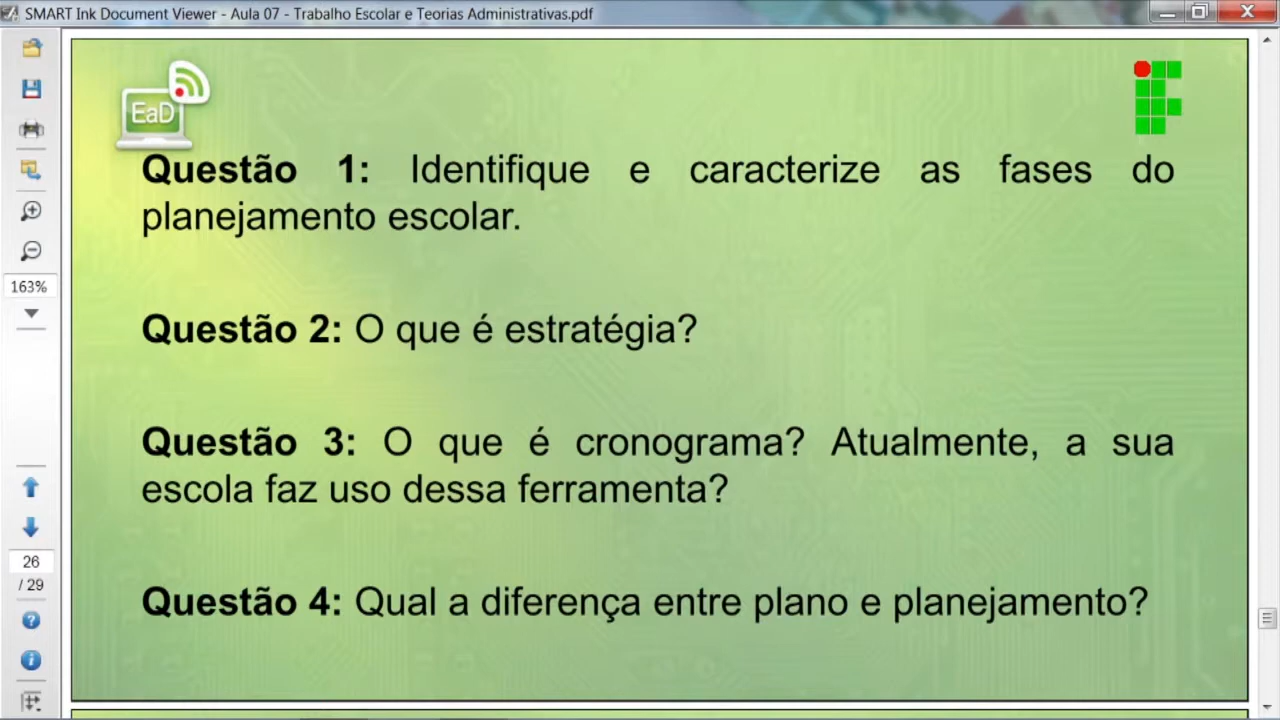 SMART Ink Document Viewer - Aula 07 - Trabalho Escolar e Teorias Administrativas.pdf
EaD
Questão 1: Identifique e caracterize as fases do
planejamento escolar.
163%
Questão 2: O que é estratégia?
Questão 3: O que é cronograma? Atualmente, a sua
escola faz uso dessa ferramenta?
26
/ 29
Questão 4: Qual a diferença entre plano e planejamento?